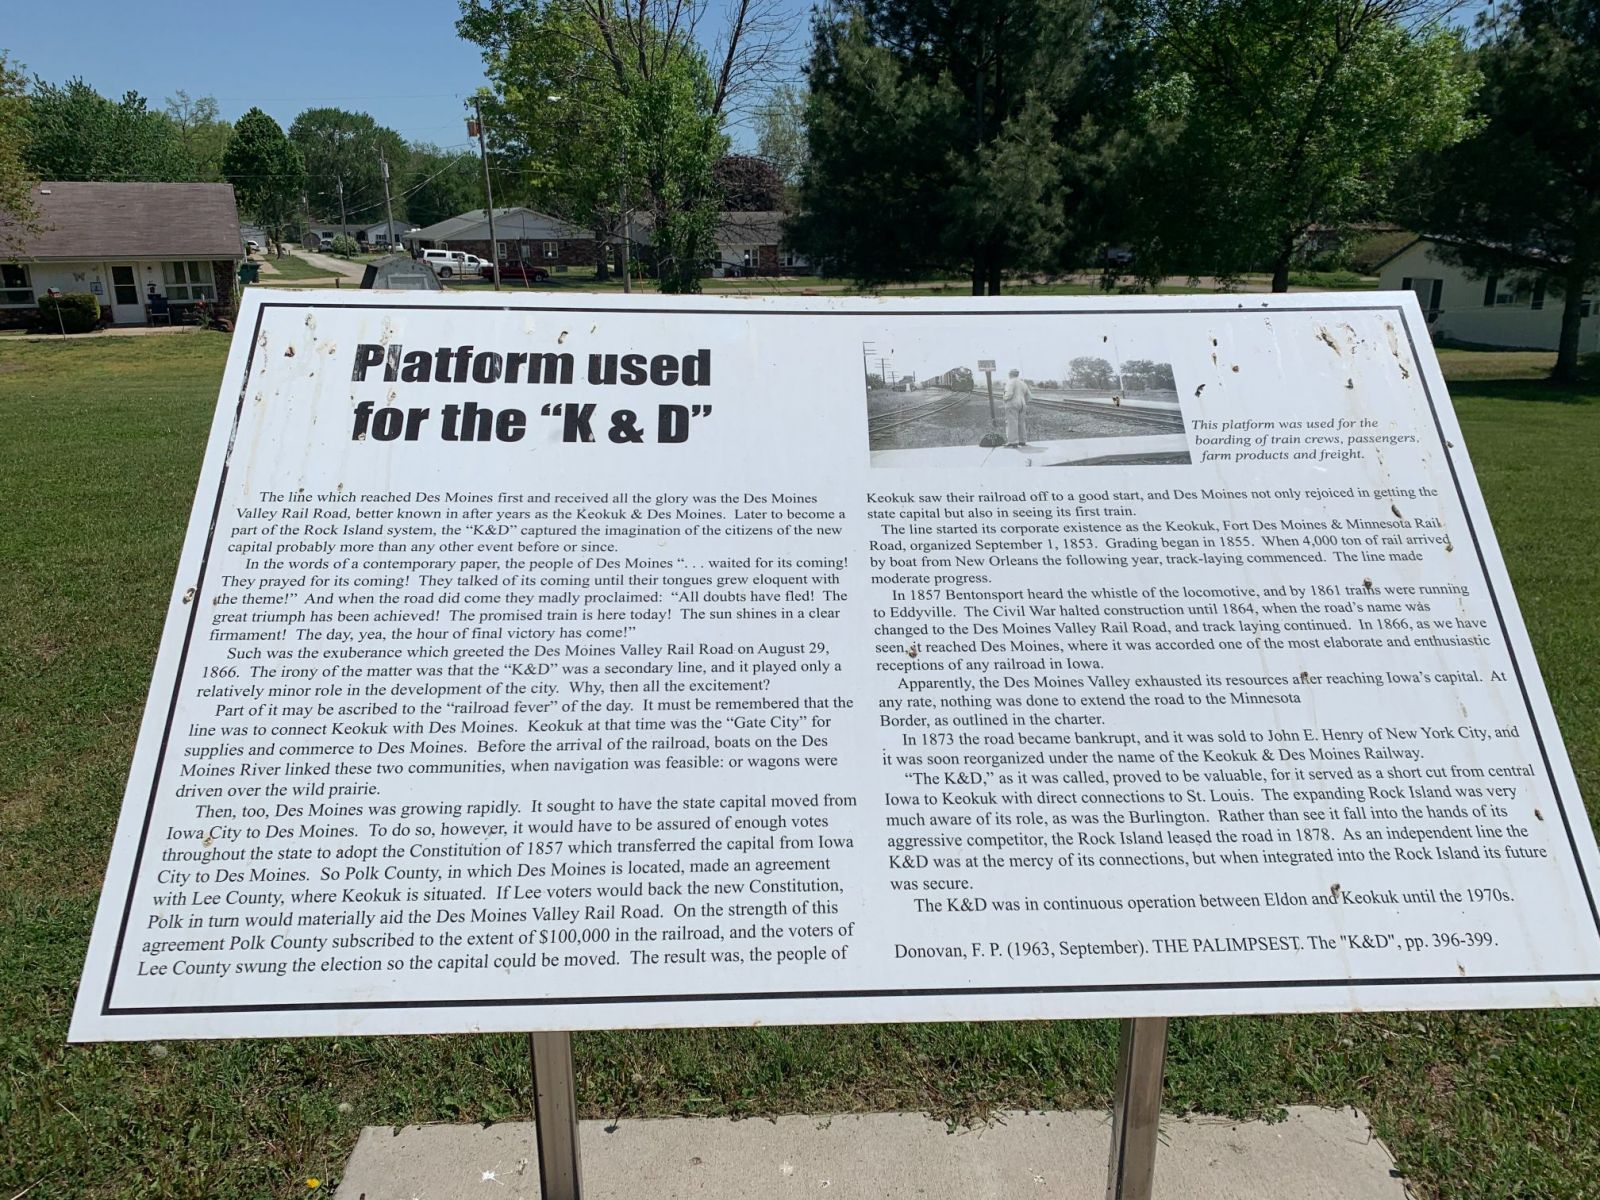 Platform used
for the “K & D”
This platform was used for the
boarding of train crews, passengers,
farm products and freight.
The line which reached Des Moines first and received all the glory was the Des Moines
Valley Rail Road, better known in after years as the Keokuk & Des Moines. Later to become a
part of the Rock Island system, the “K&D” captured the imagination of the citizens of the new
capital probably more than any other event before or since.
In the words of a contemporary paper, the people of Des Moines “. . . waited for its coming!
They prayed for its coming! They talked of its coming until their tongues grew eloquent with
the theme!” And when the road did come they madly proclaimed: “All doubts have fled! The
great triumph has been achieved! The promised train is here today! The sun shines in a clear
firmament! The day, yea, the hour of final victory has come!”
Such was the exuberance which greeted the Des Moines Valley Rail Road on August 29,
1866. The irony of the matter was that the “K&D” was a secondary line, and it played only a
relatively minor role in the development of the city. Why, then all the excitement?
Part of it may be ascribed to the “railroad fever” of the day. It must be remembered that the
line was to connect Keokuk with Des Moines. Keokuk at that time was the “Gate City” for
supplies and commerce to Des Moines. Before the arrival of the railroad, boats on the Des
Moines River linked these two communities, when navigation was feasible: or wagons were
driven over the wild prairie.
Then, too, Des Moines was growing rapidly. It sought to have the state capital moved from
Iowa City to Des Moines. To do so, however, it would have to be assured of enough votes
throughout the state to adopt the Constitution of 1857 which transferred the capital from Iowa
City to Des Moines. So Polk County, in which Des Moines is located, made an agreement
with Lee County, where Keokuk is situated. If Lee voters would back the new Constitution,
Polk in turn would materially aid the Des Moines Valley Rail Road. On the strength of this
agreement Polk County subscribed to the extent of $100,000 in the railroad, and the voters of
Lee County swung the election so the capital could be moved. The result was, the people of
Keokuk saw their railroad off to a good start, and Des Moines not only rejoiced in getting the
state capital but also in seeing its first train.
The line started its corporate existence as the Keokuk, Fort Des Moines & Minnesota Rail
Road, organized September 1, 1853. Grading began in 1855. When 4,000 ton of rail arrived
by boat from New Orleans the following year, track-laying commenced. The line made
moderate progress.
In 1857 Bentonsport heard the whistle of the locomotive, and by 1861 trains were running
to Eddyville. The Civil War halted construction until 1864, when the road’s name was
changed to the Des Moines Valley Rail Road, and track laying continued. In 1866, as we have
seen, it reached Des Moines, where it was accorded one of the most elaborate and enthusiastic
receptions of any railroad in Iowa.
Apparently, the Des Moines Valley exhausted its resources after reaching Iowa’s capital. At
any rate, nothing was done to extend the road to the Minnesota
Border, as outlined in the charter.
In 1873 the road became bankrupt, and it was sold to John E. Henry of New York City, and
it was soon reorganized under the name of the Keokuk & Des Moines Railway.
“The K&D,” as it was called, proved to be valuable, for it served as a short cut from central
Iowa to Keokuk with direct connections to St. Louis. The expanding Rock Island was very
much aware of its role, as was the Burlington. Rather than see it fall into the hands of its
aggressive competitor, the Rock Island leased the road in 1878. As an independent line the
K&D was at the mercy of its connections, but when integrated into the Rock Island its future
was secure.
The K&D was in continuous operation between Eldon and Keokuk until the 1970s.
Donovan, F. P. (1963, September). THE PALIMPSEST. The "K&D", pp. 396-399.